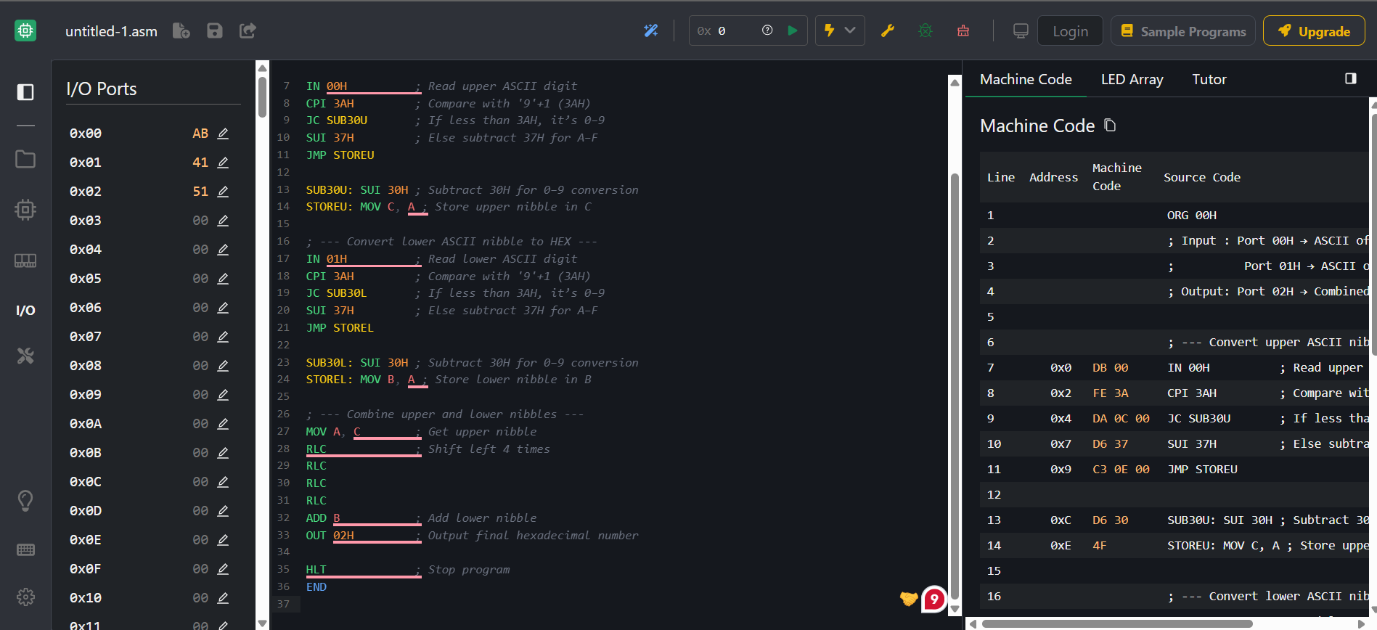 untitled-1.asm
0x 0
Login
Sample Programs
Upgrade
I/O Ports
0x00 AB
0x01 41
0x02 51
0x03 00
0x04 00
0x05 00
0x06 00
0x07 00
0x08 00
0x09 00
0x0A 00
0x0B 00
0x0C 00
0x0D 00
0x0E 00
0x0F 00
0x10 00
0x11 00
I/O
7 IN 00H ; Read upper ASCII digit
8 CPI 3AH ; Compare with '9'+1 (3AH)
9 JC SUB30U ; If less than 3AH, it’s 0–9
10 SUI 37H ; Else subtract 37H for A–F
11 JMP STOREU
12
13 SUB30U: SUI 30H ; Subtract 30H for 0–9 conversion
14 STOREU: MOV C, A ; Store upper nibble in C
15
16 ; --- Convert lower ASCII nibble to HEX ---
17 IN 01H ; Read lower ASCII digit
18 CPI 3AH ; Compare with '9'+1 (3AH)
19 JC SUB30L ; If less than 3AH, it’s 0–9
20 SUI 37H ; Else subtract 37H for A–F
21 JMP STOREL
22
23 SUB30L: SUI 30H ; Subtract 30H for 0–9 conversion
24 STOREL: MOV B, A ; Store lower nibble in B
25
26 ; --- Combine upper and lower nibbles ---
27 MOV A, C ; Get upper nibble
28 RLC ; Shift left 4 times
29 RLC
30 RLC
31 RLC
32 ADD B ; Add lower nibble
33 OUT 02H ; Output final hexadecimal number
34
35 HLT ; Stop program
36 END
37
9
Machine Code LED Array Tutor
Machine Code
Line Address Machine Code Source Code
1 ORG 00H
2 ; Input : Port 00H → ASCII of
3 ; Port 01H → ASCII o
4 ; Output: Port 02H → Combined
5
6 ; --- Convert upper ASCII nib
7 0x0 DB 00 IN 00H ; Read upper
8 0x2 FE 3A CPI 3AH ; Compare wit
9 0x4 DA 0C 00 JC SUB30U ; If less tha
10 0x7 D6 37 SUI 37H ; Else subtra
11 0x9 C3 0E 00 JMP STOREU
12
13 0xC D6 30 SUB30U: SUI 30H ; Subtract 30
14 0xE 4F STOREU: MOV C, A ; Store uppe
15
16 ; --- Convert lower ASCII nib